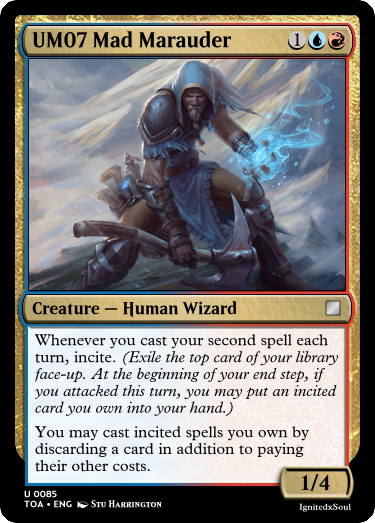 UM07 Mad Marauder 1
Creature — Human Wizard
Whenever you cast your second spell each
turn, incite. (Exile the top card of your library
face-up. At the beginning of your end step, if
you attacked this turn, you may put an incited
card you own into your hand.)
You may cast incited spells you own by
discarding a card in addition to paying
their other costs.
1/4
U 0085
TOA • ENG Stu Harrington
IgnitedxSoul